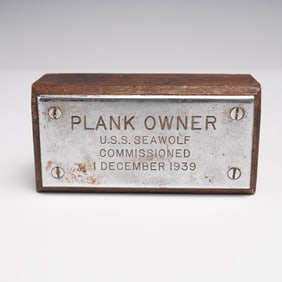 PLANK OWNER
U.S.S. SEAWOLF
COMMISSIONED
1 DECEMBER 1939